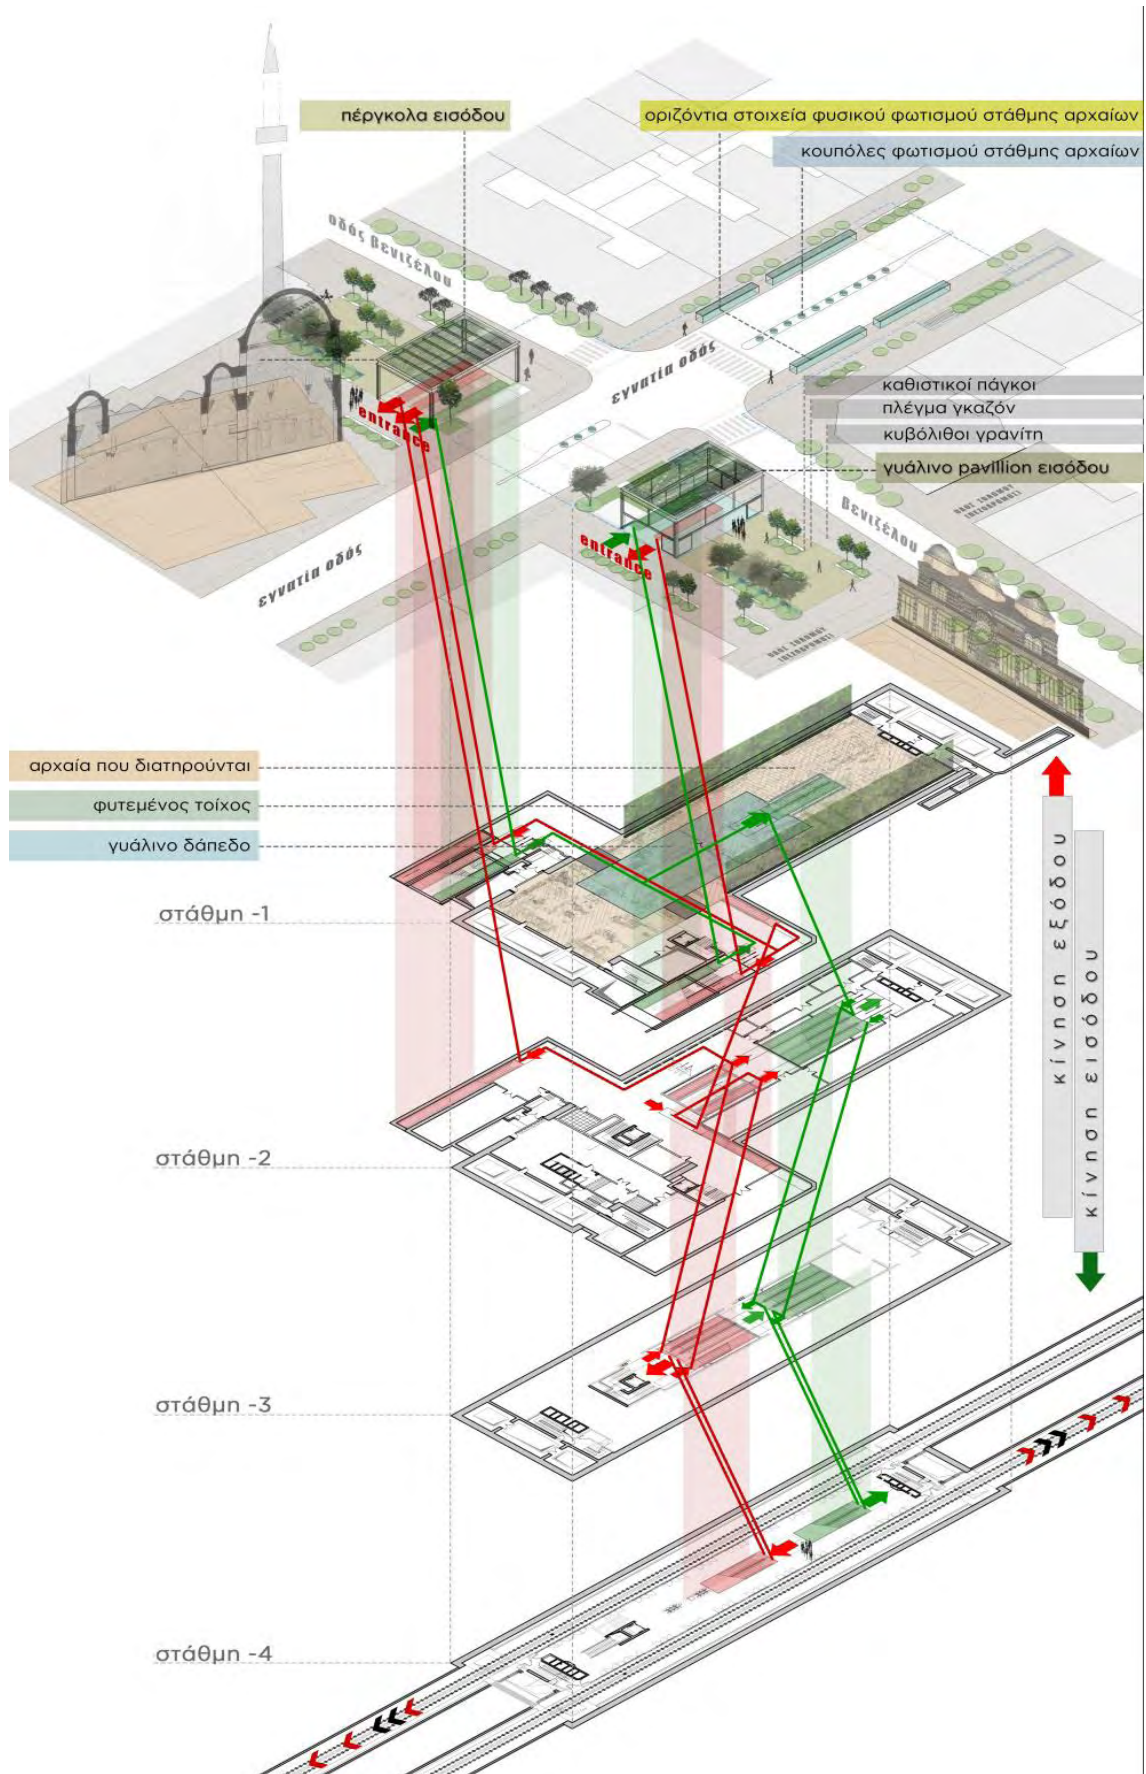 πέργκολα εισόδου
οριζόντια στοιχεία φυσικού φωτισμού στάθμης αρχαίων
κουπόλες φωτισμού στάθμης αρχαίων
οδός βενιζέλου
εγνατία οδός
entrance
καθιστικοί πάγκοι
πλέγμα γκαζόν
κυβόλιθοι γρανίτη
γυάλινο pavillion εισόδου
βενιζέλου
entrance
εγνατία οδός
αρχαία που διατηρούνται
φυτεμένος τοίχος
γυάλινο δάπεδο
στάθμη -1
κίνηση εξόδου
κίνηση εισόδου
στάθμη -2
στάθμη -3
στάθμη -4